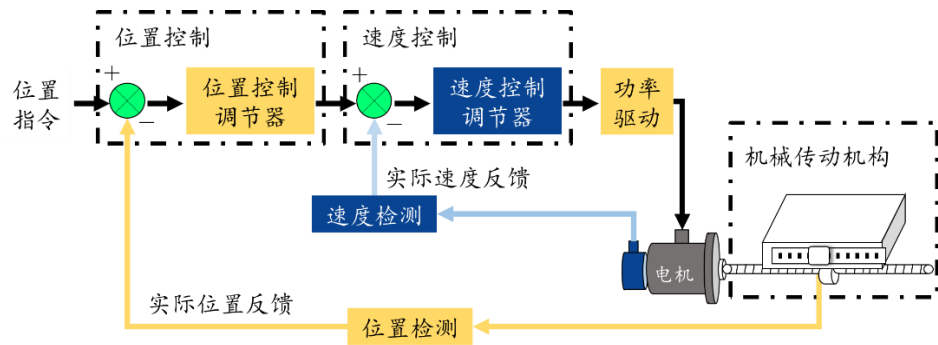 位置控制
速度控制
+
+
位置
指令
位置控制
调节器
速度控制
调节器
功率
驱动
−
−
机械传动机构
实际速度反馈
速度检测
电机
实际位置反馈
位置检测